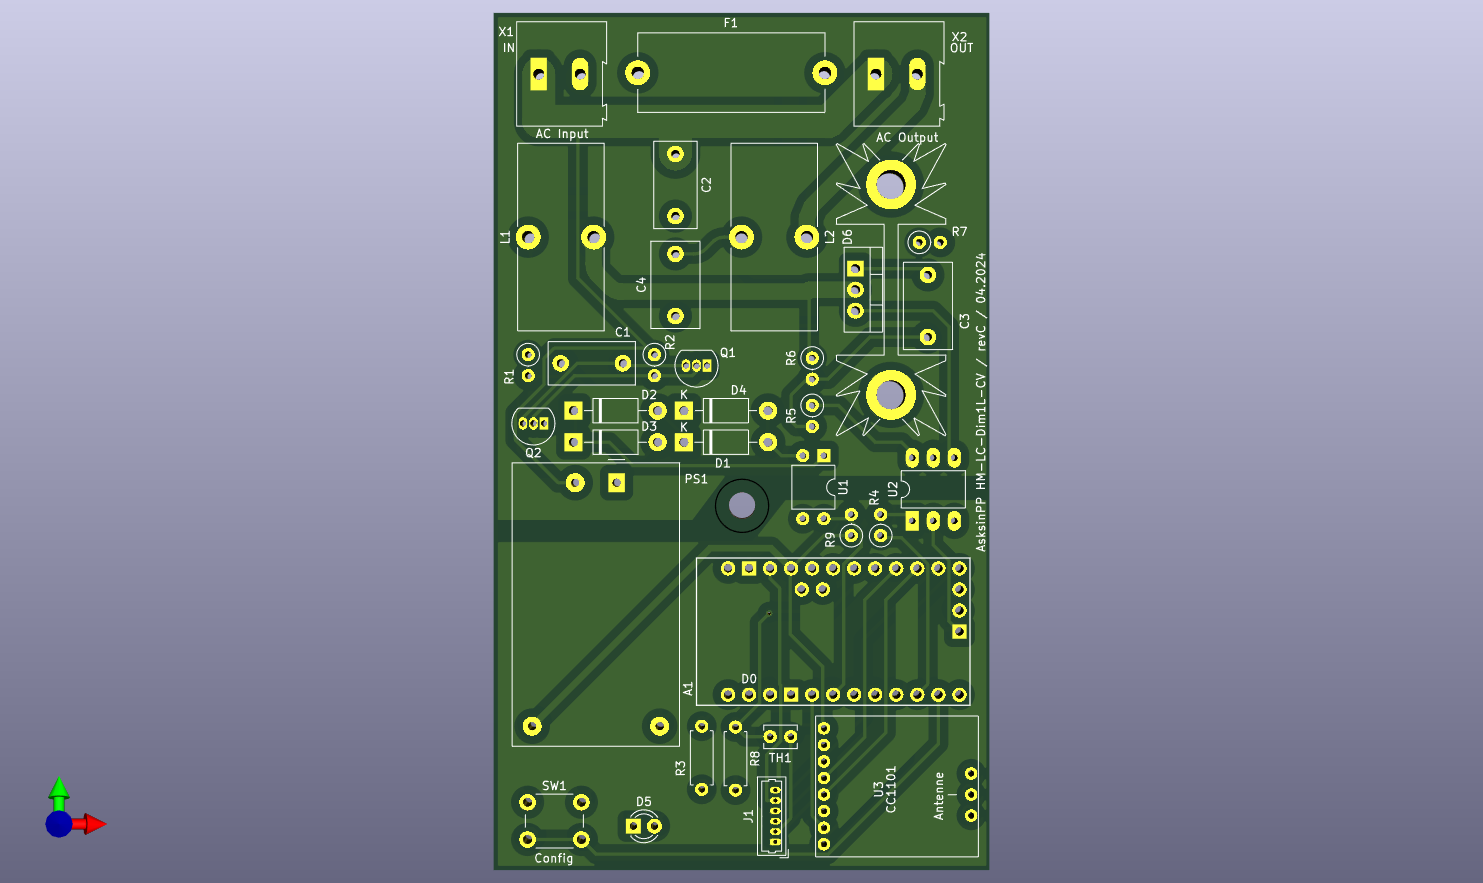 F1
X1
IN
X2
OUT
AC Input
AC Output
C2
L1
L2
D6
R7
C4
C3
C1
R2
R1
Q1
R6
D2
K
D4
R5
Q2
D3
K
D1
PS1
U1
U2
R4
R9
AsksinPP HM-LC-Dim1L-CV / revC / 04.2024
D0
A1
R3
R8
TH1
SW1
D5
J1
U3
CC1101
Antenne
Config